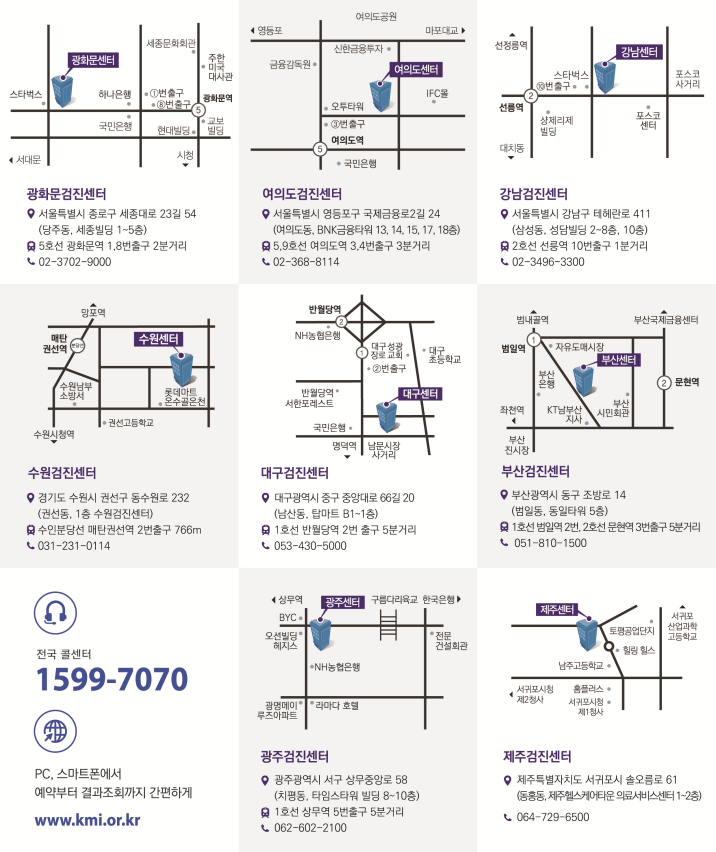 세종문화회관
광화문센터
주한
미국
대사관
스타벅스
하나은행
①번출구
⑧번출구
광화문역
5
국민은행
현대빌딩
교보
빌딩
서대문
시청
광화문검진센터
서울특별시 종로구 세종대로 23길 54
(당주동, 세종빌딩 1~5층)
5호선 광화문역 1,8번출구 2분거리
02-3702-9000
여의도공원
영등포
마포대교
신한금융투자
금융감독원
여의도센터
IFC몰
오투타워
③번출구
여의도역
5
국민은행
여의도검진센터
서울특별시 영등포구 국제금융로2길 24
(여의도동, BNK금융타워 13, 14, 15, 17, 18층)
5,9호선 여의도역 3,4번출구 3분거리
02-368-8114
선정릉역
강남센터
스타벅스
⑩번출구
포스코
사거리
2
선릉역
샹제리제
빌딩
포스코
센터
대치동
강남검진센터
서울특별시 강남구 테헤란로 411
(삼성동, 성담빌딩 2~8층, 10층)
2호선 선릉역 10번출구 1분거리
02-3496-3300
망포역
매탄
권선역
분당선
수원센터
수원남부
소방서
롯데마트
온수골온천
권선고등학교
수원시청역
수원검진센터
경기도 수원시 권선구 동수원로 232
(권선동, 1층 수원검진센터)
수인분당선 매탄권선역 2번출구 766m
031-231-0114
반월당역
2
NH농협은행
1
대구성광
장로교회
대구
초등학교
②번출구
반월당역
서한포레스트
대구센터
국민은행
명덕역
남문시장
사거리
대구검진센터
대구광역시 중구 중앙대로 66길 20
(남산동, 탑마트 B1~1층)
1호선 반월당역 2번 출구 5분거리
053-430-5000
범내골역
부산국제금융센터
범일역
1
자유도매시장
부산센터
부산
은행
2
문현역
좌천역
KT남부산
지사
부산
시민회관
부산
진시장
부산검진센터
부산광역시 동구 조방로 14
(범일동, 동일타워 5층)
1호선 범일역 2번, 2호선 문현역 3번출구 5분거리
051-810-1500
전국 콜센터
1599-7070
PC, 스마트폰에서
예약부터 결과조회까지 간편하게
www.kmi.or.kr
상무역
광주센터
구름다리육교
한국은행
BYC
오션빌딩
헤지스
전문
건설회관
NH농협은행
광명메이
루즈아파트
라마다 호텔
광주검진센터
광주광역시 서구 상무중앙로 58
(치평동, 타임스타워 빌딩 8~10층)
1호선 상무역 5번출구 5분거리
062-602-2100
제주센터
서귀포
산업과학
고등학교
토평공업단지
힐링 힐스
남주고등학교
서귀포시청
제2청사
홈플러스
서귀포시청
제1청사
제주검진센터
제주특별자치도 서귀포시 솔오름로 61
(동홍동, 제주헬스케어타운 의료서비스센터 1~2층)
064-729-6500